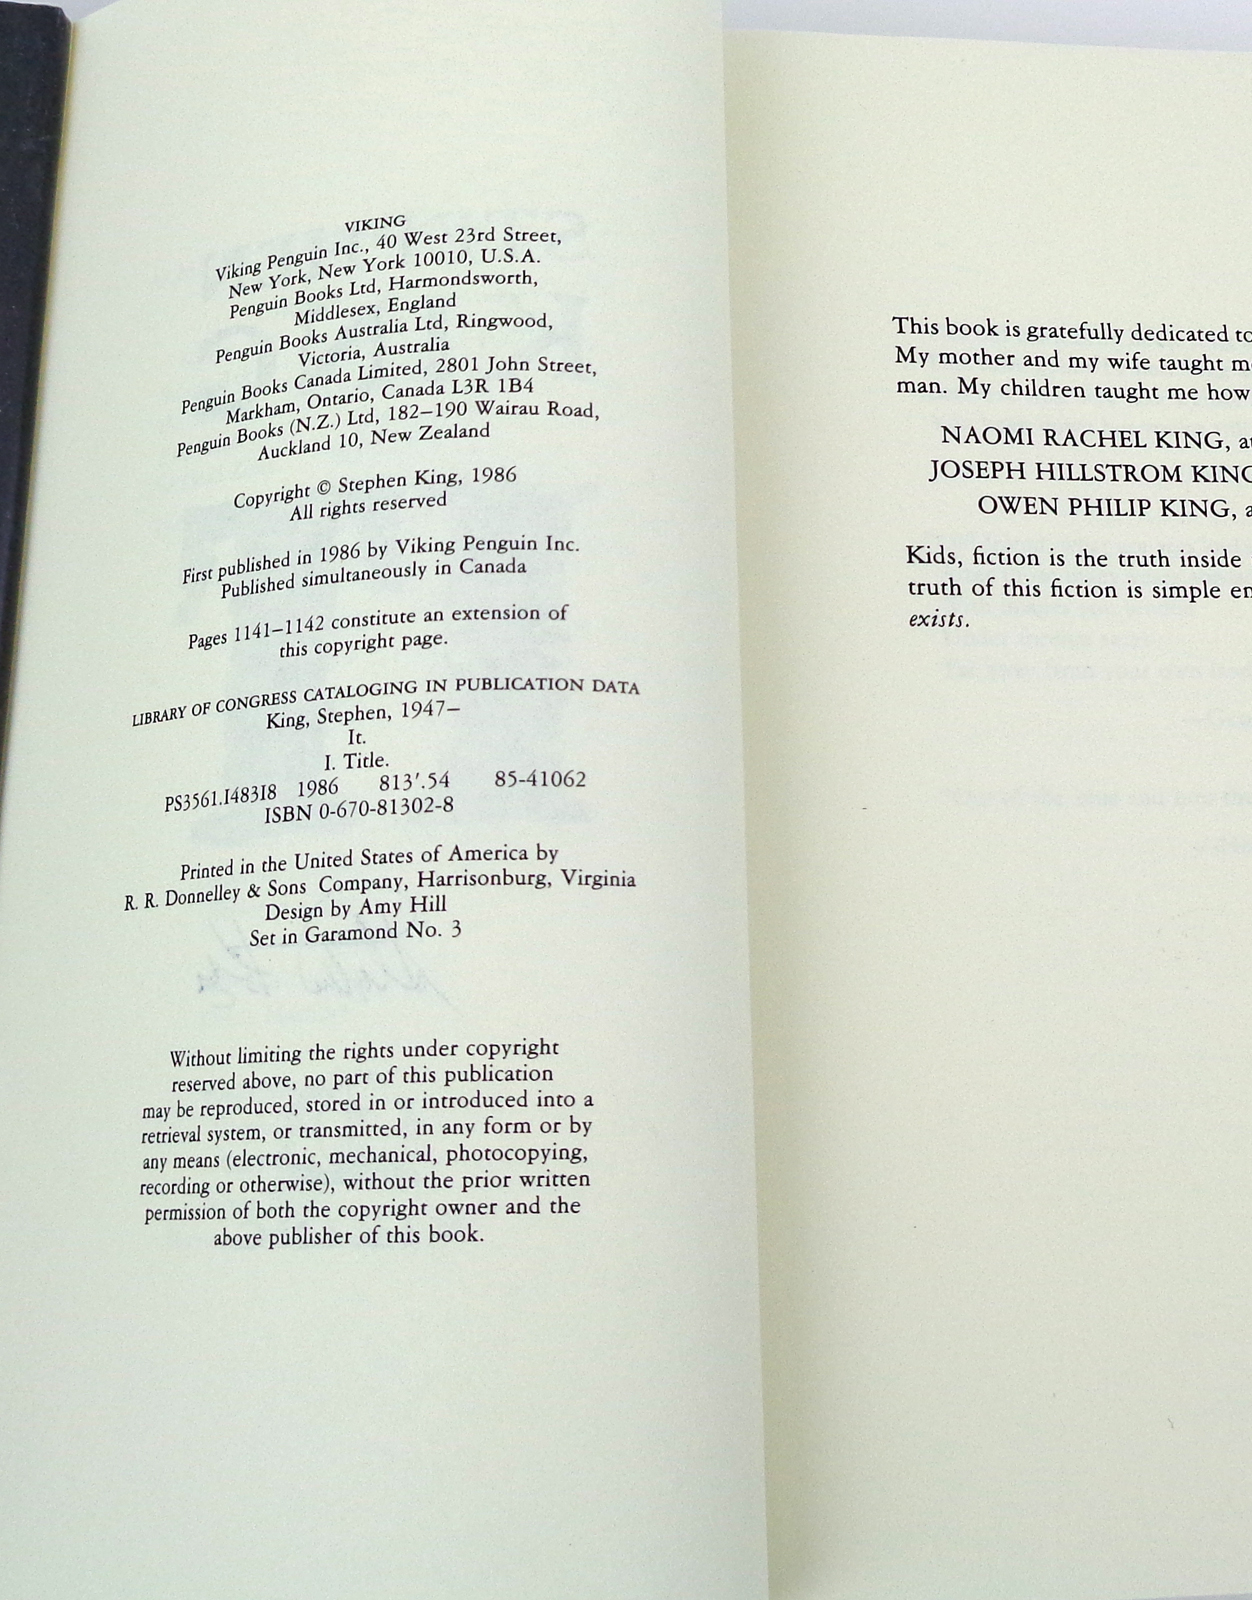 VIKING
Viking Penguin Inc., 40 West 23rd Street,
New York, New York 10010, U.S.A.
Penguin Books Ltd, Harmondsworth,
Middlesex, England
Penguin Books Australia Ltd, Ringwood,
Victoria, Australia
Penguin Books Canada Limited, 2801 John Street,
Markham, Ontario, Canada L3R 1B4
Penguin Books (N.Z.) Ltd, 182–190 Wairau Road,
Auckland 10, New Zealand
Copyright © Stephen King, 1986
All rights reserved
First published in 1986 by Viking Penguin Inc.
Published simultaneously in Canada
Pages 1141–1142 constitute an extension of
this copyright page.
LIBRARY OF CONGRESS CATALOGING IN PUBLICATION DATA
King, Stephen, 1947–
It.
I. Title.
PS3561.I483I8 1986 813'.54 85-41062
ISBN 0-670-81302-8
Printed in the United States of America by
R. R. Donnelley & Sons Company, Harrisonburg, Virginia
Design by Amy Hill
Set in Garamond No. 3
Without limiting the rights under copyright
reserved above, no part of this publication
may be reproduced, stored in or introduced into a
retrieval system, or transmitted, in any form or by
any means (electronic, mechanical, photocopying,
recording or otherwise), without the prior written
permission of both the copyright owner and the
above publisher of this book.
This book is gratefully dedicated to
My mother and my wife taught
man. My children taught me how
NAOMI RACHEL KING,
JOSEPH HILLSTROM KING
OWEN PHILIP KING,
Kids, fiction is the truth inside
truth of this fiction is simple
exists.